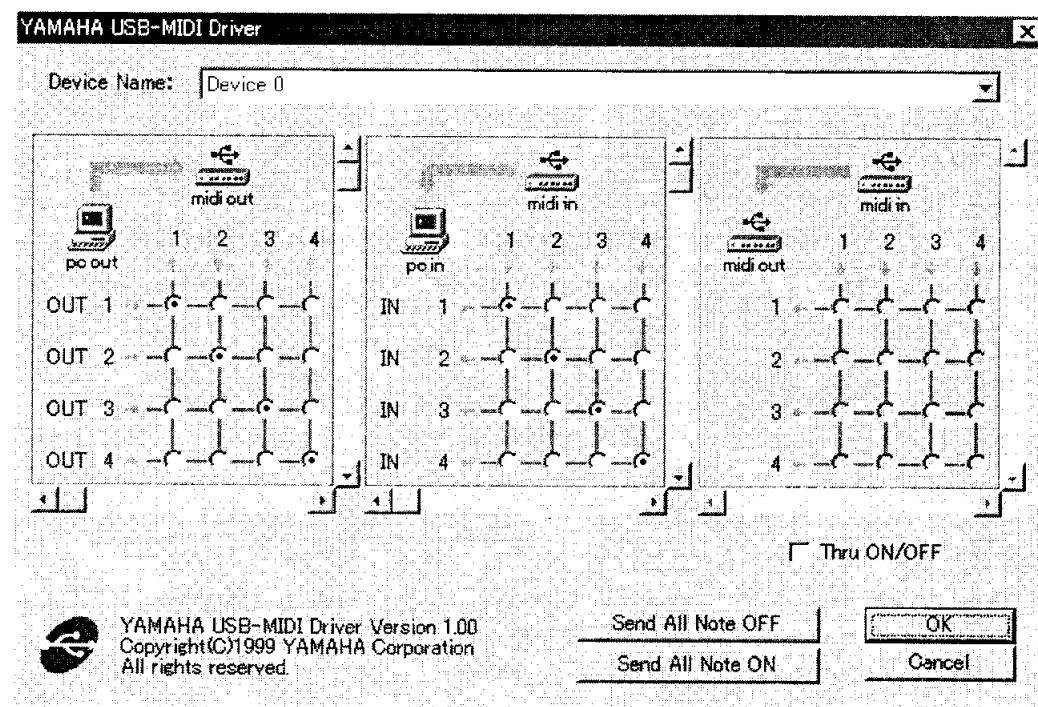 YAMAHA USB-MIDI Driver
Device Name: Device 0
midi out
pc out
1 2 3 4
OUT 1
OUT 2
OUT 3
OUT 4
midi in
pc in
1 2 3 4
IN 1
IN 2
IN 3
IN 4
midi in
midi out
1 2 3 4
1
2
3
4
Thru ON/OFF
YAMAHA USB-MIDI Driver Version 1.00
Copyright(C)1999 YAMAHA Corporation
All rights reserved.
Send All Note OFF
Send All Note ON
OK
Cancel